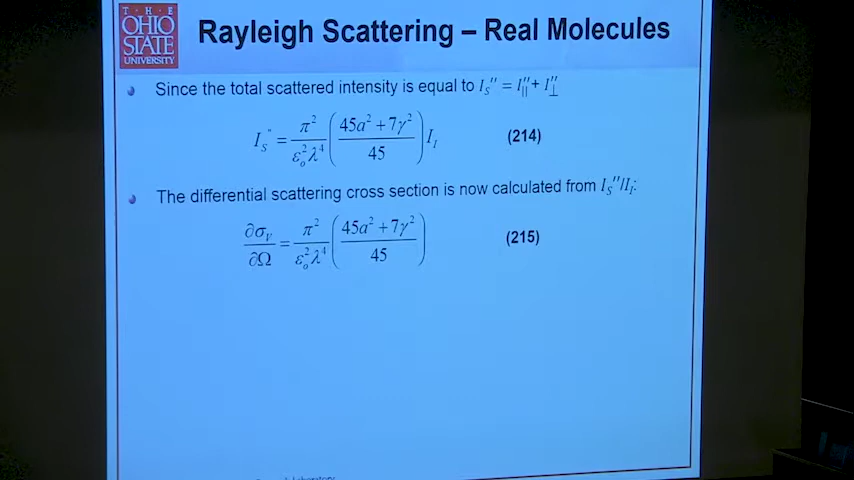 T · H · E
OHIO
STATE
UNIVERSITY
Rayleigh Scattering – Real Molecules
Since the total scattered intensity is equal to I_S'' = I_||'' + I_⊥''
I_S'' = π²/(ε_o²λ⁴) ((45a² + 7γ²)/45) I_I (214)
The differential scattering cross section is now calculated from I_S''/I_I:
∂σ_V/∂Ω = π²/(ε_o²λ⁴) ((45a² + 7γ²)/45) (215)